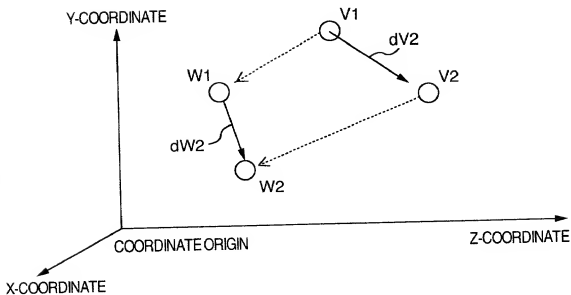 Y-COORDINATE
V1
dV2
W1
V2
dW2
W2
COORDINATE ORIGIN
Z-COORDINATE
X-COORDINATE